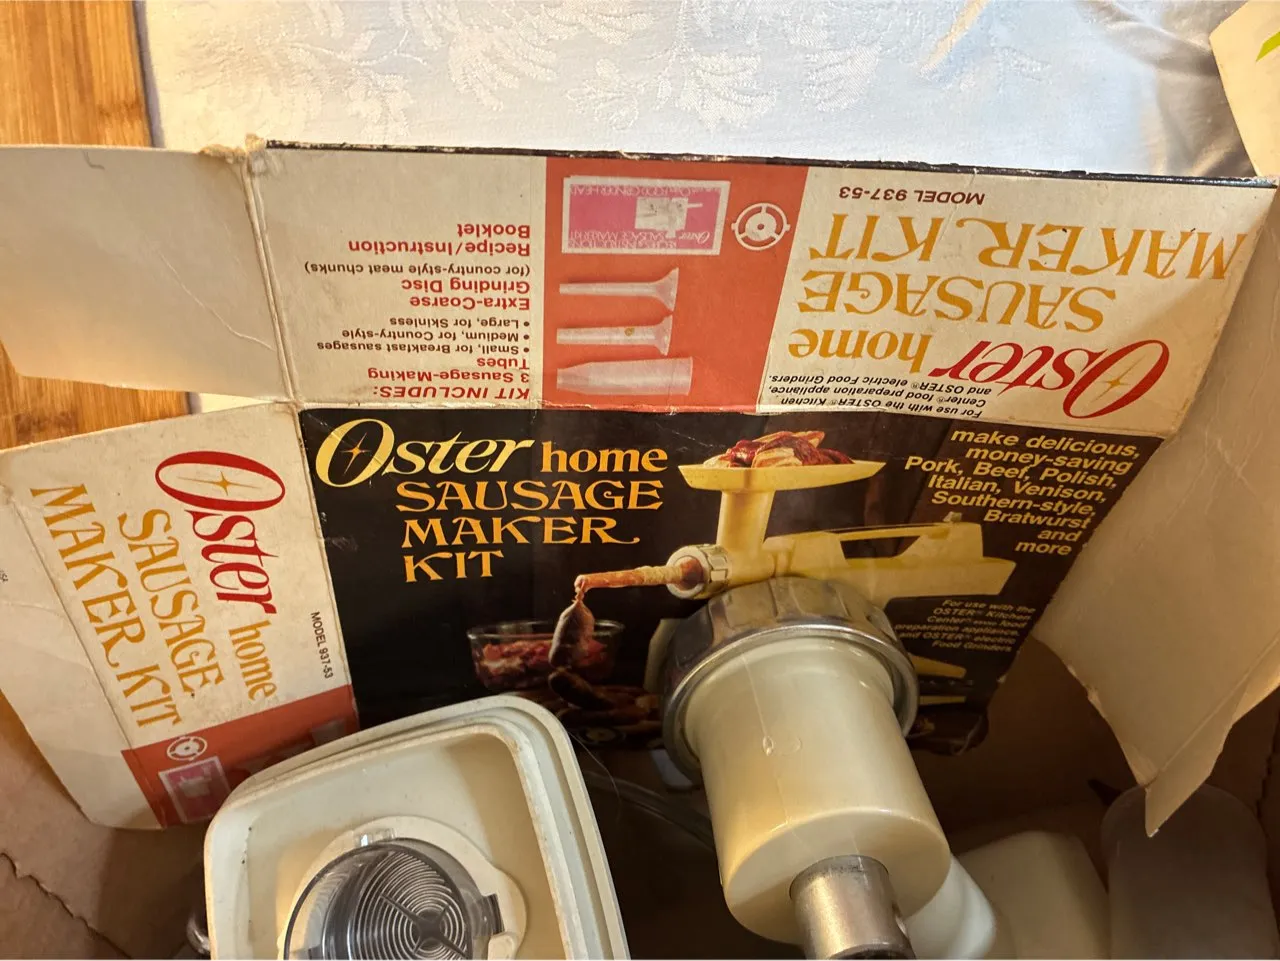 MODEL 937-53
Oster home
SAUSAGE
MAKER KIT
For use with the OSTER® Kitchen
Center® food preparation appliance,
and OSTER® electric Food Grinders.
KIT INCLUDES:
3 Sausage-Making
Tubes
• Small, for Breakfast sausages
• Medium, for Country-style
• Large, for Skinless
Extra-Coarse
Grinding Disc
(for country-style meat chunks)
Recipe/Instruction
Booklet
Oster home
SAUSAGE
MAKER
KIT
make delicious,
money-saving
Pork, Beef, Polish,
Italian, Venison,
Southern-style,
Bratwurst
and
more
For use with the
OSTER® Kitchen
Center® food
and OSTER®
Food Grinders
Oster home
SAUSAGE
MAKER KIT
MODEL 937-53